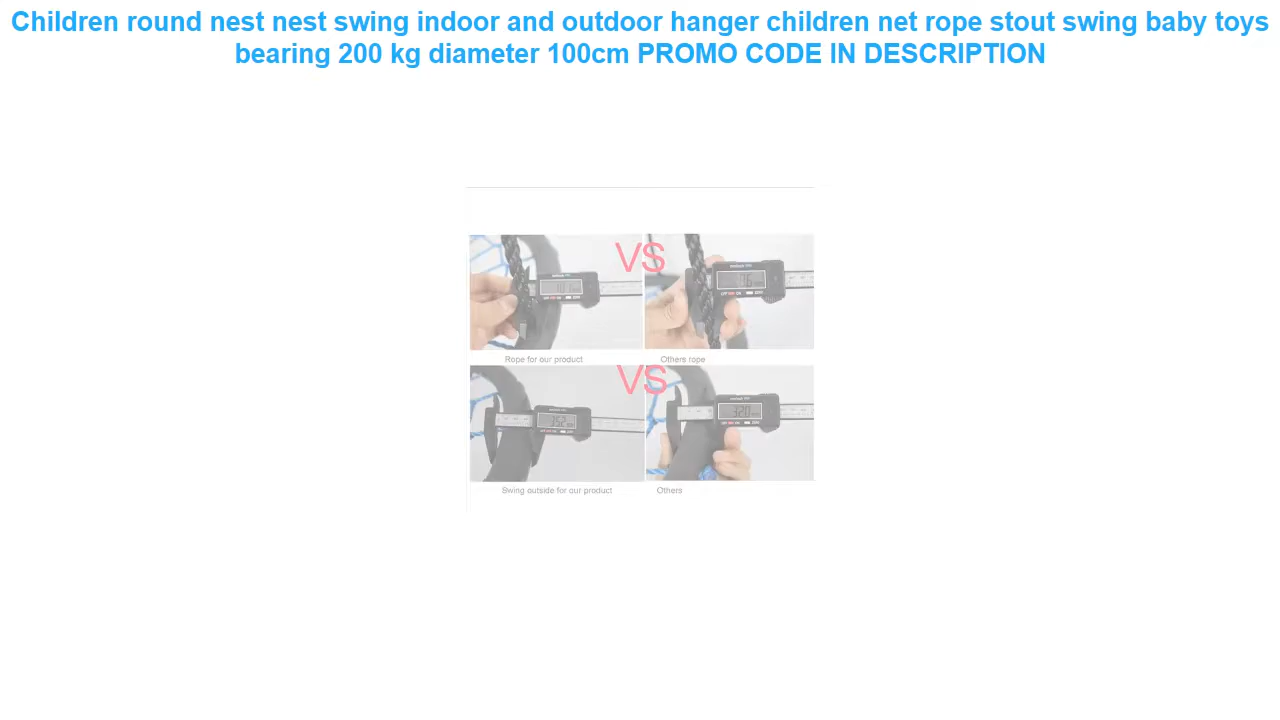 Children round nest nest swing indoor and outdoor hanger children net rope stout swing baby toys
bearing 200 kg diameter 100cm PROMO CODE IN DESCRIPTION
VS
Rope for our product
Others rope
VS
Swing outside for our product
Others